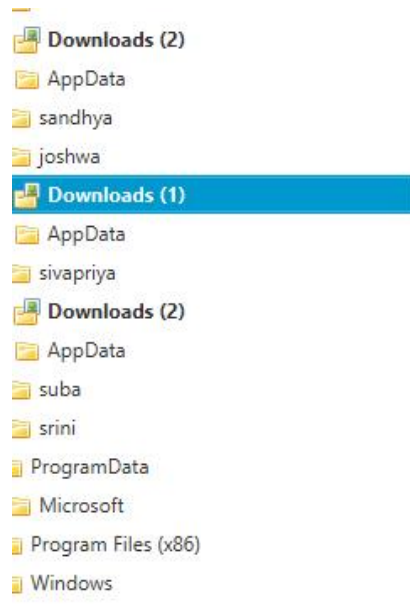 Downloads (2)
AppData
sandhya
joshwa
Downloads (1)
AppData
sivapriya
Downloads (2)
AppData
suba
srini
ProgramData
Microsoft
Program Files (x86)
Windows